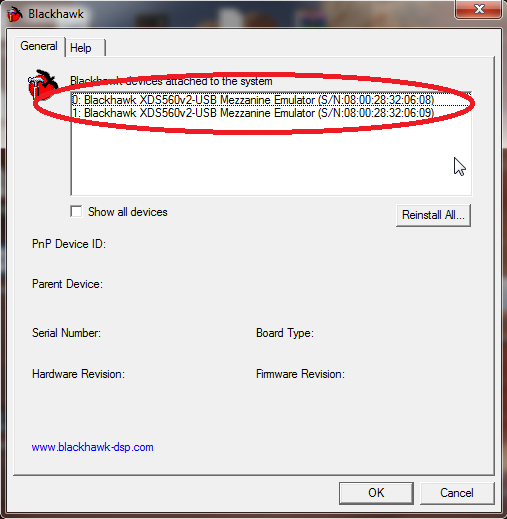 Blackhawk
General
Help
Blackhawk devices attached to the system
0: Blackhawk XDS560v2-USB Mezzanine Emulator (S/N:08:00:28:32:06:08)
1: Blackhawk XDS560v2-USB Mezzanine Emulator (S/N:08:00:28:32:06:09)
Show all devices
Reinstall All...
PnP Device ID:
Parent Device:
Serial Number:
Board Type:
Hardware Revision:
Firmware Revision:
www.blackhawk-dsp.com
OK
Cancel